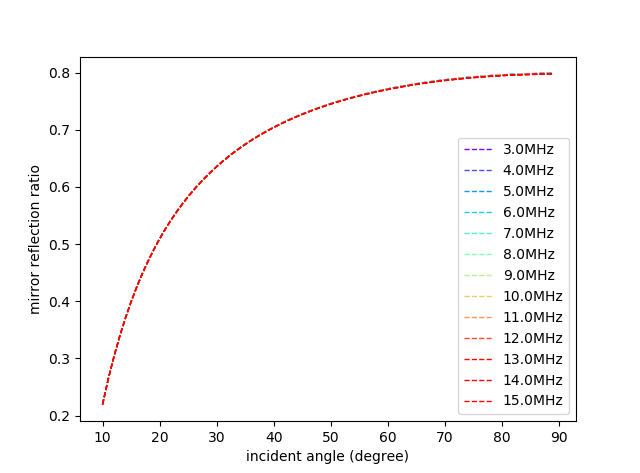 0.8
0.7
0.6
0.5
0.4
0.3
0.2
mirror reflection ratio
3.0MHz
4.0MHz
5.0MHz
6.0MHz
7.0MHz
8.0MHz
9.0MHz
10.0MHz
11.0MHz
12.0MHz
13.0MHz
14.0MHz
15.0MHz
10 20 30 40 50 60 70 80 90
incident angle (degree)